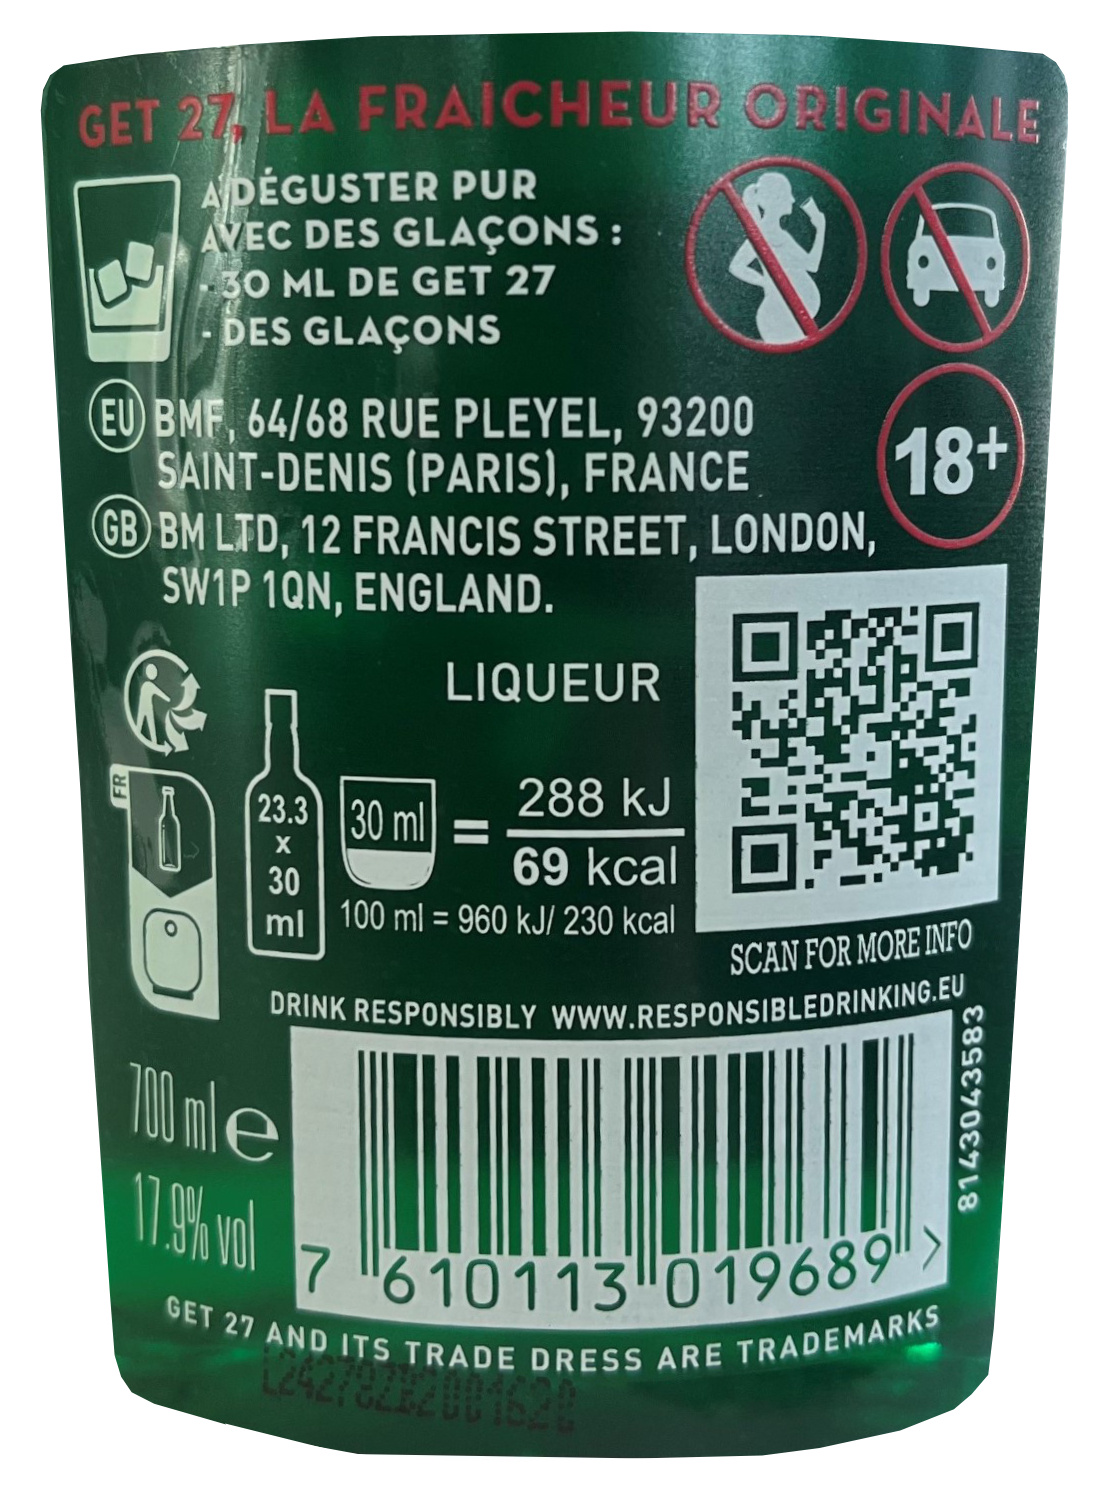 GET 27, LA FRAICHEUR ORIGINALE
A DÉGUSTER PUR
AVEC DES GLAÇONS :
- 30 ML DE GET 27
- DES GLAÇONS
EU BMF, 64/68 RUE PLEYEL, 93200
SAINT-DENIS (PARIS), FRANCE
18+
GB BM LTD, 12 FRANCIS STREET, LONDON,
SW1P 1QN, ENGLAND.
LIQUEUR
FR
23.3
x
30
ml
30 ml
=
288 kJ
69 kcal
100 ml = 960 kJ/ 230 kcal
SCAN FOR MORE INFO
DRINK RESPONSIBLY WWW.RESPONSIBLEDRINKING.EU
8143043583
700 ml e
17.9% vol
7 610113 019689 >
GET 27 AND ITS TRADE DRESS ARE TRADEMARKS